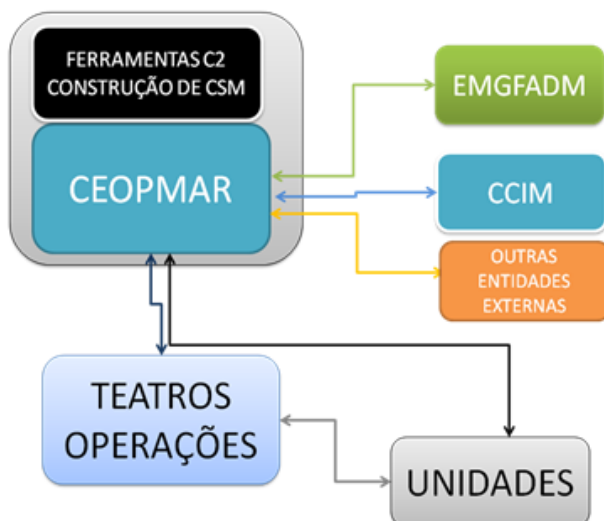 FERRAMENTAS C2
CONSTRUÇÃO DE CSM
CEOPMAR
EMGFADM
CCIM
OUTRAS
ENTIDADES
EXTERNAS
TEATROS
OPERAÇÕES
UNIDADES